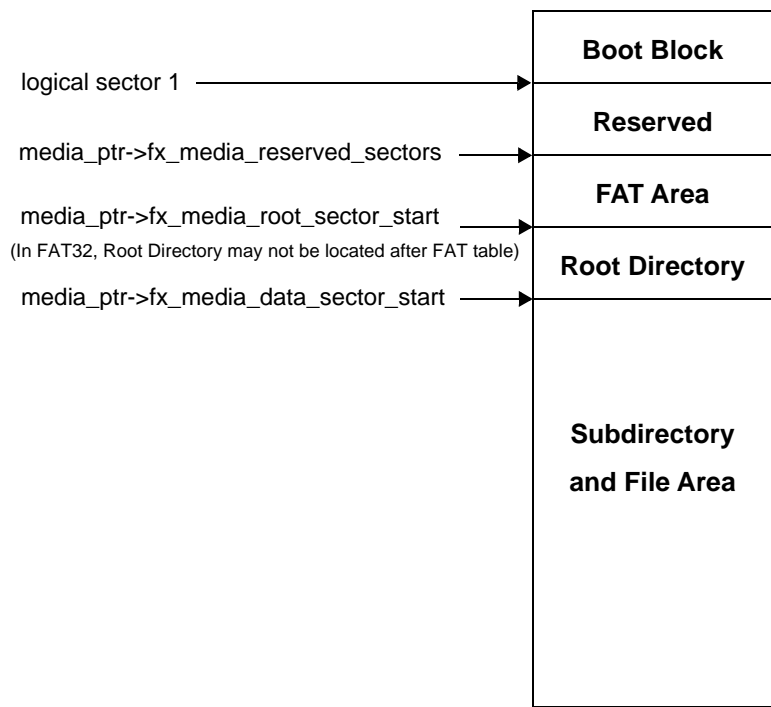 Boot Block
logical sector 1
Reserved
media_ptr->fx_media_reserved_sectors
FAT Area
media_ptr->fx_media_root_sector_start
(In FAT32, Root Directory may not be located after FAT table)
Root Directory
media_ptr->fx_media_data_sector_start
Subdirectory
and File Area